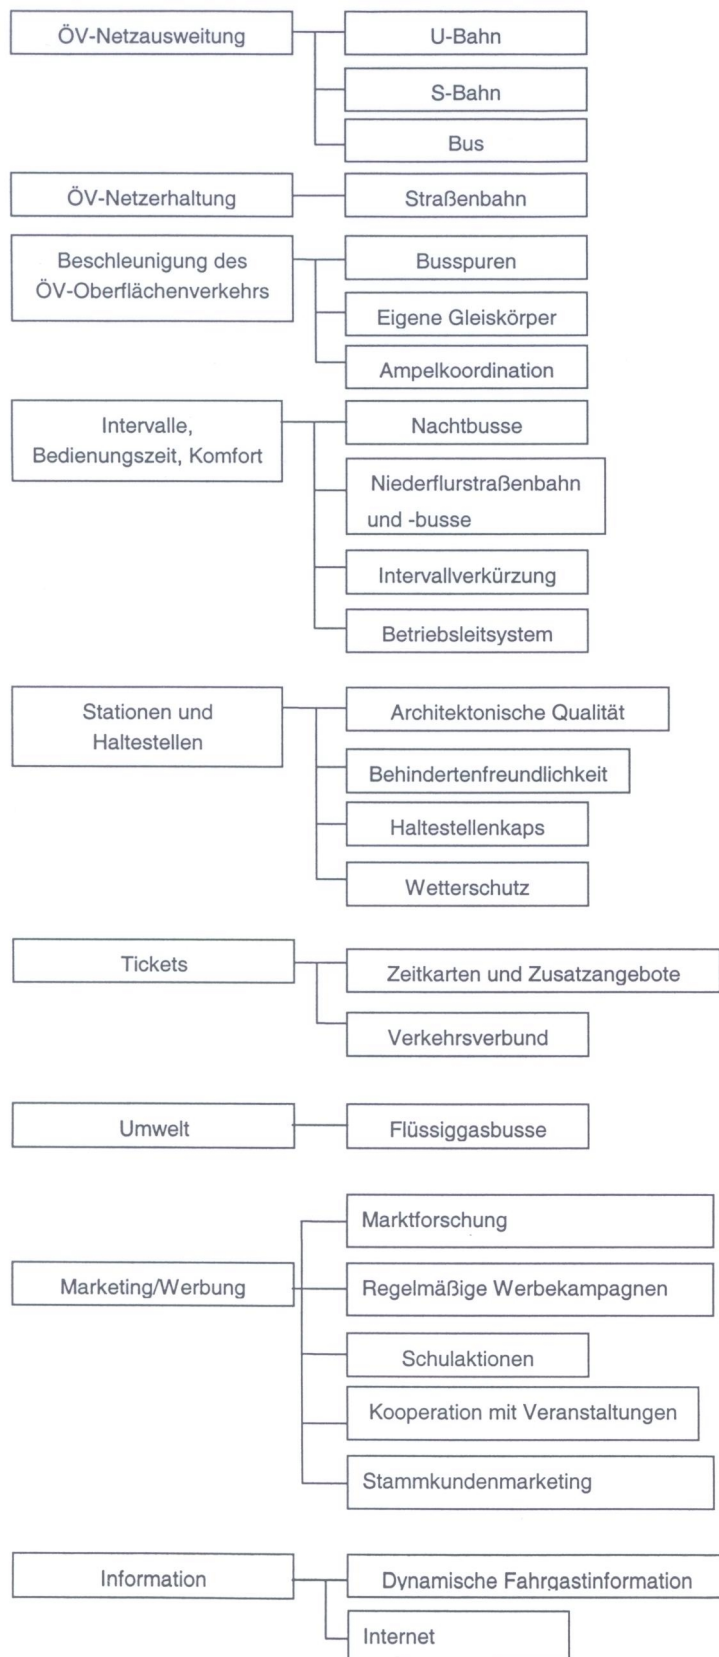 ÖV-Netzausweitung
U-Bahn
S-Bahn
Bus
ÖV-Netzerhaltung
Straßenbahn
Beschleunigung des
ÖV-Oberflächenverkehrs
Busspuren
Eigene Gleiskörper
Ampelkoordination
Intervalle,
Bedienungszeit, Komfort
Nachtbusse
Niederflurstraßenbahn
und -busse
Intervallverkürzung
Betriebsleitsystem
Stationen und
Haltestellen
Architektonische Qualität
Behindertenfreundlichkeit
Haltestellenkaps
Wetterschutz
Tickets
Zeitkarten und Zusatzangebote
Verkehrsverbund
Umwelt
Flüssiggasbusse
Marketing/Werbung
Marktforschung
Regelmäßige Werbekampagnen
Schulaktionen
Kooperation mit Veranstaltungen
Stammkundenmarketing
Information
Dynamische Fahrgastinformation
Internet